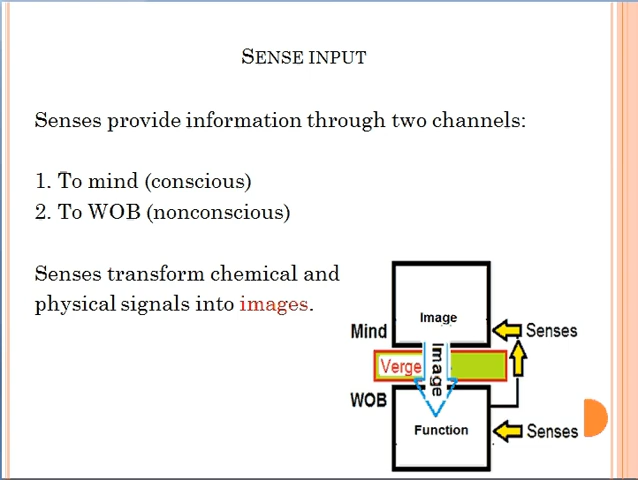 SENSE INPUT
Senses provide information through two channels:
1. To mind (conscious)
2. To WOB (nonconscious)
Senses transform chemical and
physical signals into images.
Image
Mind
Senses
Image
Verge
WOB
Function
Senses